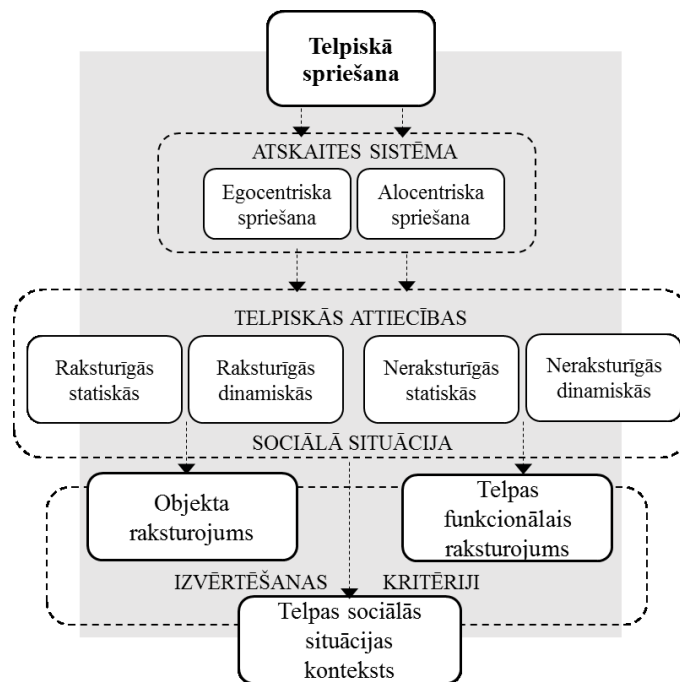 Telpiskā
spriešana
ATSKAITES SISTĒMA
Egocentriska
spriešana
Alocentriska
spriešana
TELPISKĀS ATTIECĪBAS
Raksturīgās
statiskās
Raksturīgās
dinamiskās
Neraksturīgās
statiskās
Neraksturīgās
dinamiskās
SOCIĀLĀ SITUĀCIJA
Objekta
raksturojums
Telpas
funkcionālais
raksturojums
IZVĒRTĒŠANAS KRITĒRIJI
Telpas sociālās
situācijas
konteksts